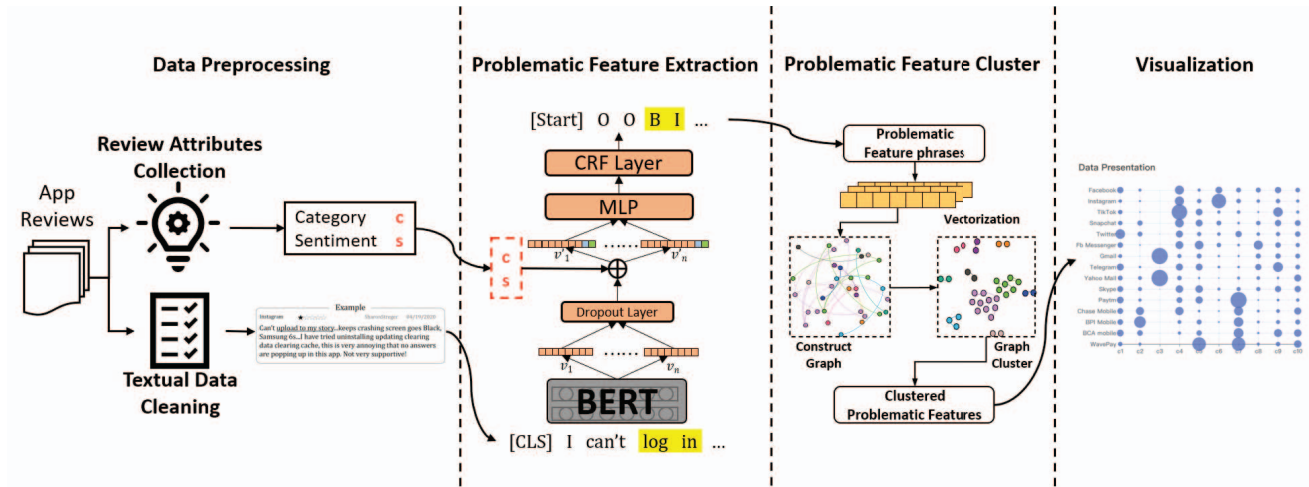 Data Preprocessing
Review Attributes
Collection
App
Reviews
Category c
Sentiment s
Textual Data
Cleaning
Example
Instagram
04/19/2020
Can't upload to my story...keeps crashing screen goes Black,
Samsung 6s...I have tried uninstalling updating clearing
data clearing cache, this is very annoying that no answers
are popping up in this app. Not very supportive!
Problematic Feature Extraction
[Start] O O B I ...
CRF Layer
MLP
v'1 ...... v'n
c
s
Dropout Layer
v1 ...... vn
BERT
[CLS] I can't log in ...
Problematic Feature Cluster
Problematic
Feature phrases
Vectorization
Construct
Graph
Graph
Cluster
Clustered
Problematic Features
Visualization
Data Presentation
Facebook
Instagram
TikTok
Snapchat
Twitter
Fb Messenger
Gmail
Telegram
Yahoo Mail
Skype
Paytm
Chase Mobile
BPI Mobile
BCA mobile
WavePay
c1 c2 c3 c4 c5 c6 c7 c8 c9 c10